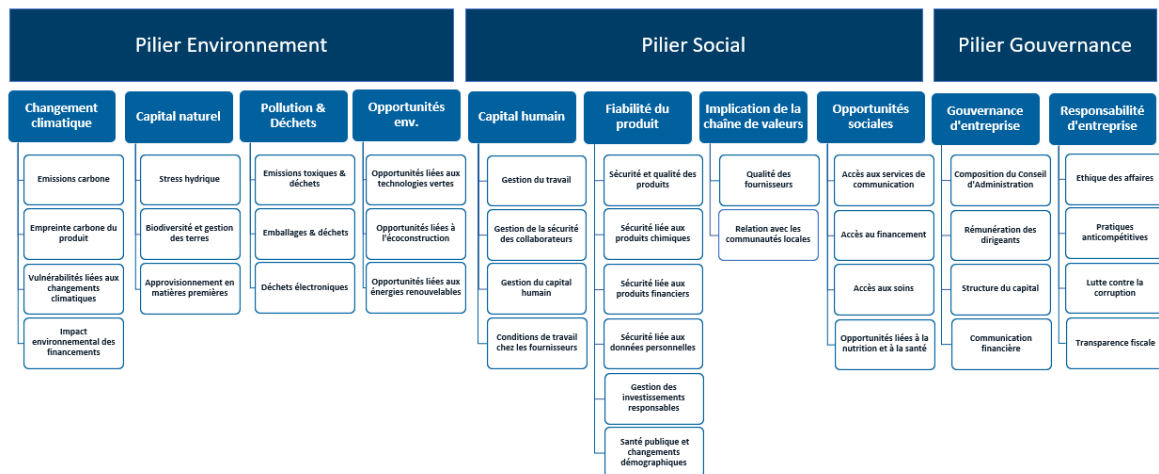 Pilier Environnement
Pilier Social
Pilier Gouvernance
Changement
climatique
Emissions carbone
Empreinte carbone du
produit
Vulnérabilités liées aux
changements
climatiques
Impact
environnemental des
financements
Capital naturel
Stress hydrique
Biodiversité et gestion
des terres
Approvisionnement en
matières premières
Pollution &
Déchets
Emissions toxiques &
déchets
Emballages & déchets
Déchets électroniques
Opportunités
env.
Opportunités liées aux
technologies vertes
Opportunités liées à
l'écoconstruction
Opportunités liées aux
énergies renouvelables
Capital humain
Gestion du travail
Gestion de la sécurité
des collaborateurs
Gestion du capital
humain
Conditions de travail
chez les fournisseurs
Fiabilité du
produit
Sécurité et qualité des
produits
Sécurité liée aux
produits chimiques
Sécurité liée aux
produits financiers
Sécurité liée aux
données personnelles
Gestion des
investissements
responsables
Santé publique et
changements
démographiques
Implication de la
chaîne de valeurs
Qualité des
fournisseurs
Relation avec les
communautés locales
Opportunités
sociales
Accès aux services de
communication
Accès au financement
Accès aux soins
Opportunités liées à la
nutrition et à la santé
Gouvernance
d'entreprise
Composition du Conseil
d'Administration
Rémunération des
dirigeants
Structure du capital
Communication
financière
Responsabilité
d'entreprise
Ethique des affaires
Pratiques
anticompétitives
Lutte contre la
corruption
Transparence fiscale